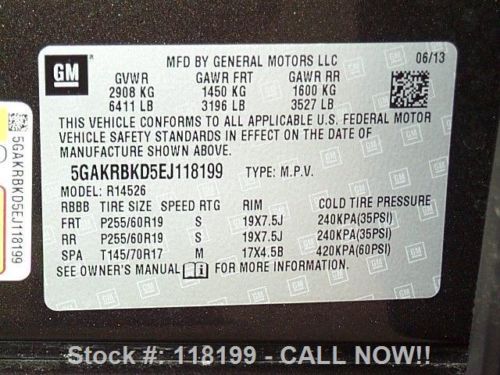 GM
MFD BY GENERAL MOTORS LLC 06/13
GVWR GAWR FRT GAWR RR
2908 KG 1450 KG 1600 KG
6411 LB 3196 LB 3527 LB
THIS VEHICLE CONFORMS TO ALL APPLICABLE U.S. FEDERAL MOTOR
VEHICLE SAFETY STANDARDS IN EFFECT ON THE DATE OF
MANUFACTURE SHOWN ABOVE.
5GAKRBKD5EJ118199 TYPE: M.P.V.
MODEL: R14526
RBBB TIRE SIZE SPEED RTG RIM COLD TIRE PRESSURE
FRT P255/60R19 S 19X7.5J 240KPA(35PSI)
RR P255/60R19 S 19X7.5J 240KPA(35PSI)
SPA T145/70R17 M 17X4.5B 420KPA(60PSI)
SEE OWNER'S MANUAL FOR MORE INFORMATION.
5GAKRBKD5EJ118199
Stock #: 118199 - CALL NOW!!